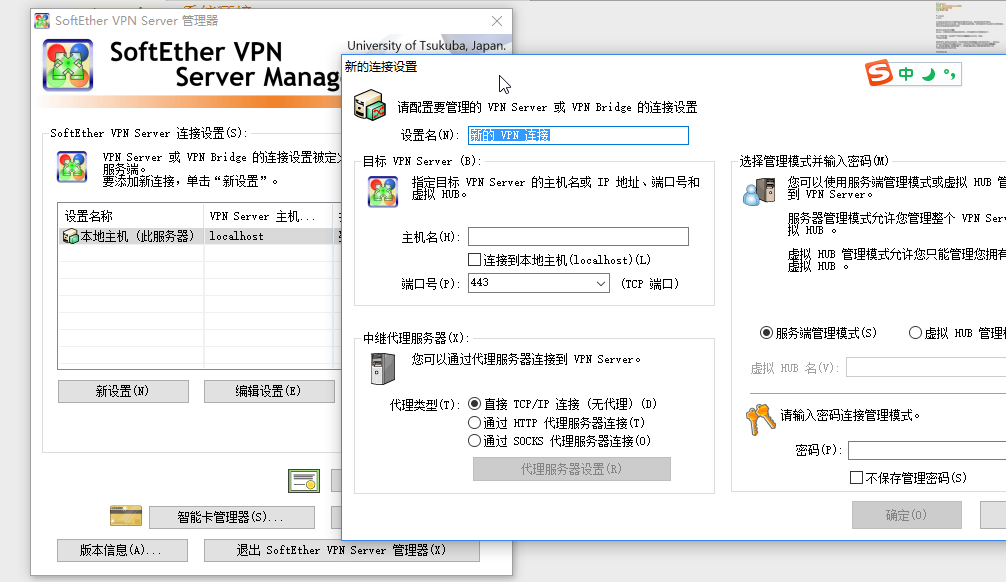 SoftEther VPN Server 管理器
SoftEther VPN
Server Manag
University of Tsukuba, Japan.
SoftEther VPN Server 连接设置(S):
VPN Server 或 VPN Bridge 的连接设置被定义
服务端。
要添加新连接，单击“新设置”。
设置名称
VPN Server 主机...
本地主机 (此服务器)
localhost
新设置(N)
编辑设置(E)
智能卡管理器(S)...
版本信息(A)...
退出 SoftEther VPN Server 管理器(X)
新的连接设置
中
请配置要管理的 VPN Server 或 VPN Bridge 的连接设置
设置名(N):
新的 VPN 连接
目标 VPN Server (B):
指定目标 VPN Server 的主机名或 IP 地址、端口号和
虚拟 HUB。
主机名(H):
连接到本地主机(localhost)(L)
端口号(P):
443
(TCP 端口)
中继代理服务器(X):
您可以通过代理服务器连接到 VPN Server。
代理类型(T):
直接 TCP/IP 连接 (无代理) (D)
通过 HTTP 代理服务器连接(T)
通过 SOCKS 代理服务器连接(O)
代理服务器设置(R)
选择管理模式并输入密码(M)
您可以使用服务端管理模式或虚拟 HUB 管
到 VPN Server。
服务器管理模式允许您管理整个 VPN Serv
拟 HUB 。
虚拟 HUB 管理模式允许您只能管理您拥有
虚拟 HUB 。
服务端管理模式(S)
虚拟 HUB 管理模
虚拟 HUB 名(V):
请输入密码连接管理模式。
密码(P):
不保存管理密码(S)
确定(O)